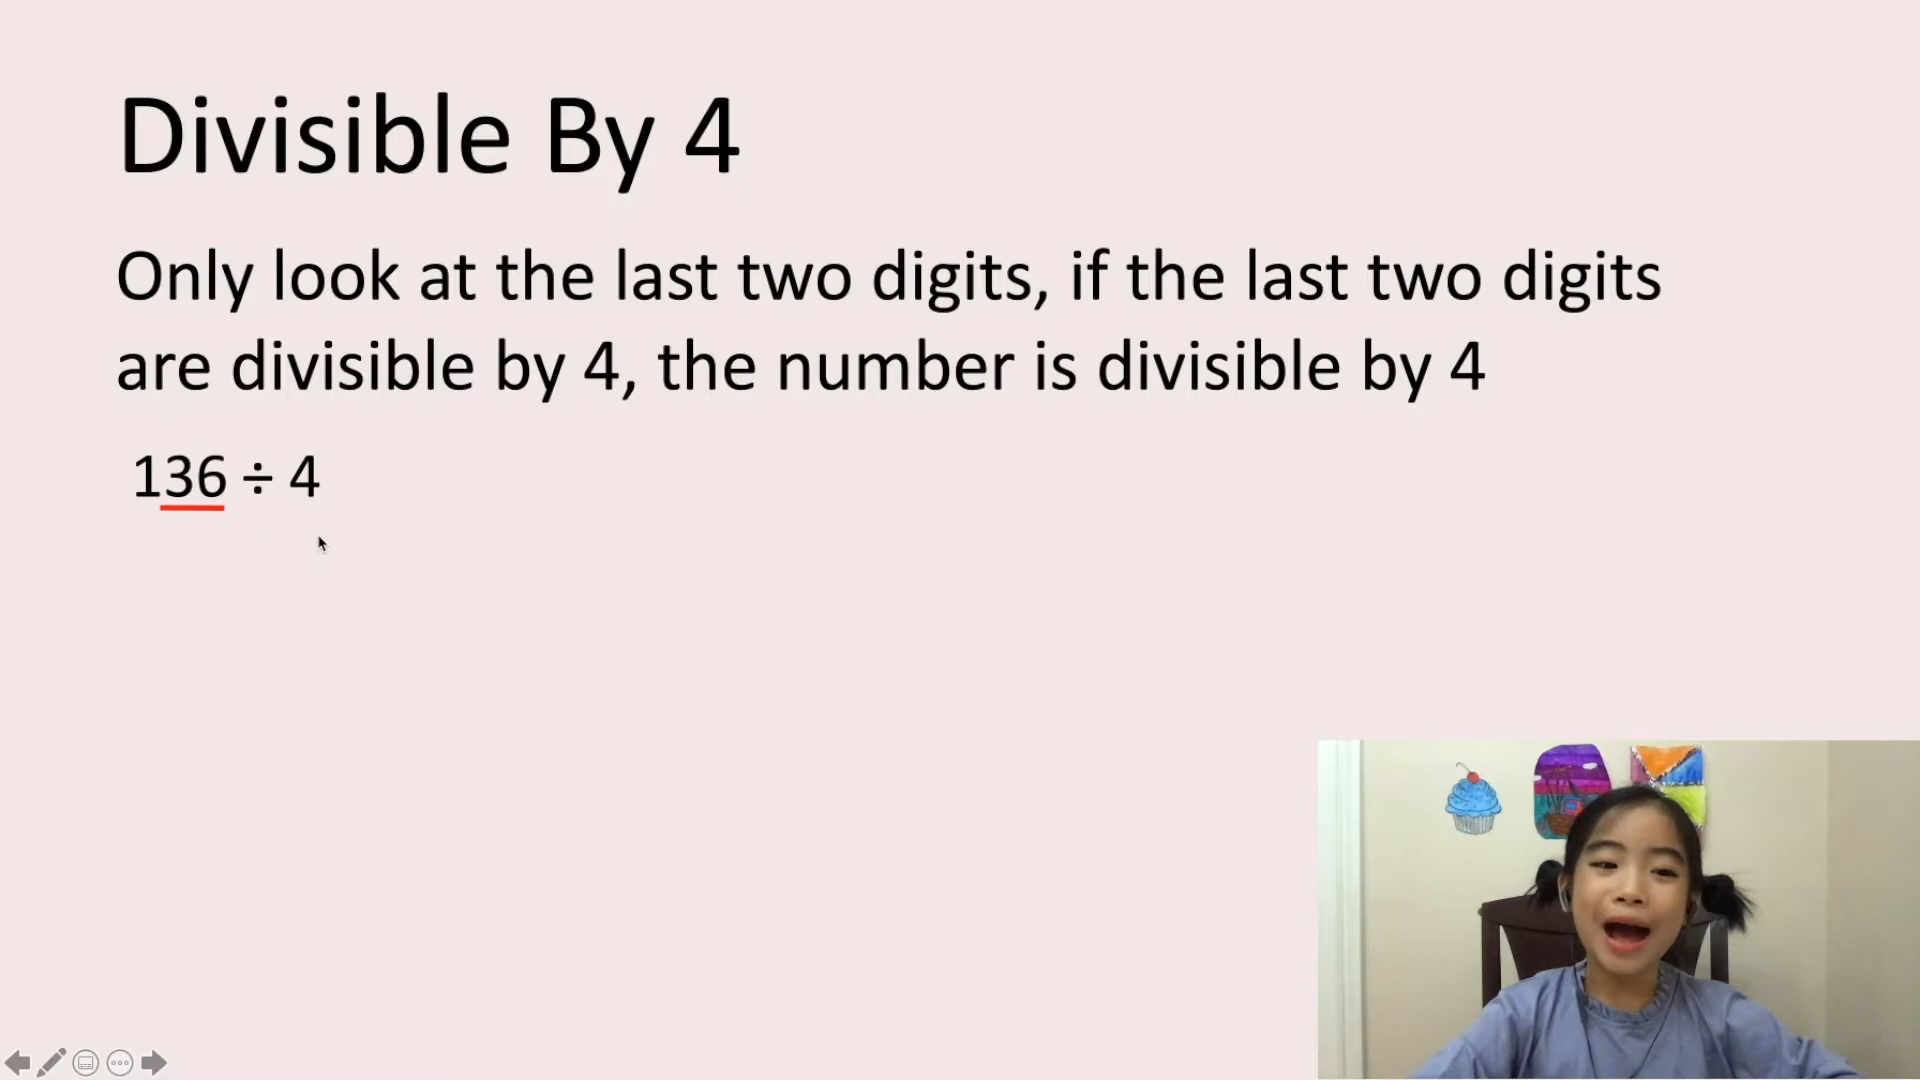 Divisible By 4
Only look at the last two digits, if the last two digits
are divisible by 4, the number is divisible by 4
136 ÷ 4